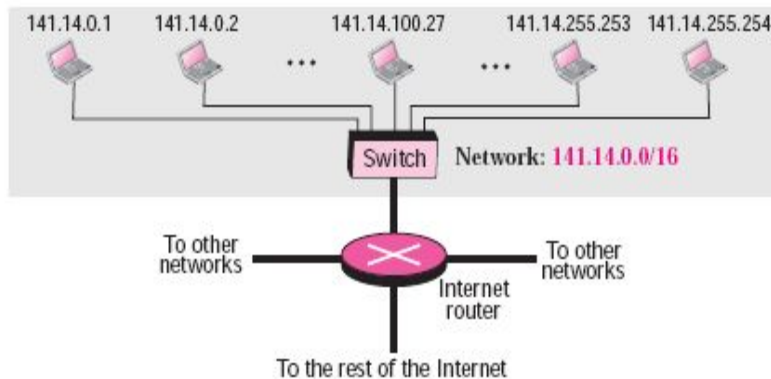 141.14.0.1 141.14.0.2 141.14.100.27 141.14.255.253 141.14.255.254
Switch Network: 141.14.0.0/16
To other
networks
To other
networks
Internet
router
To the rest of the Internet